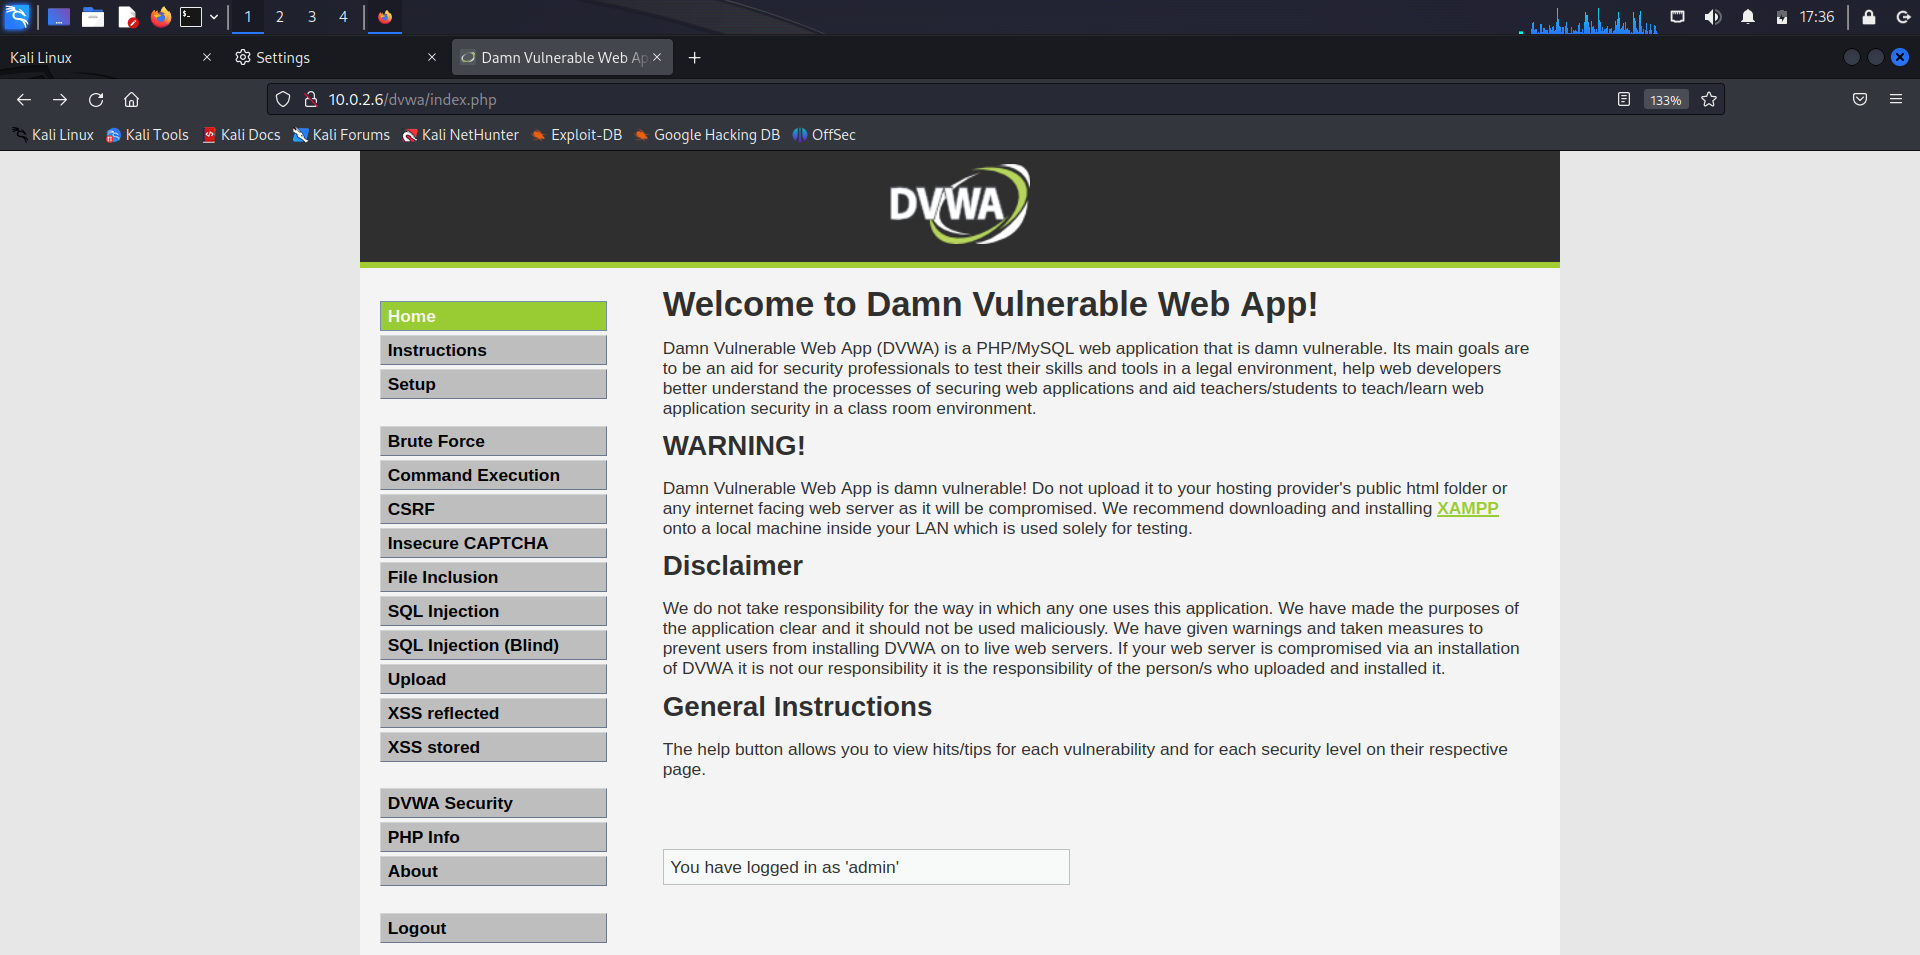 1 2 3 4 17:36
Kali Linux Settings Damn Vulnerable Web Ap
10.0.2.6/dvwa/index.php 133%
Kali Linux Kali Tools Kali Docs Kali Forums Kali NetHunter Exploit-DB Google Hacking DB OffSec
DVWA
Home
Instructions
Setup
Brute Force
Command Execution
CSRF
Insecure CAPTCHA
File Inclusion
SQL Injection
SQL Injection (Blind)
Upload
XSS reflected
XSS stored
DVWA Security
PHP Info
About
Logout
Welcome to Damn Vulnerable Web App!
Damn Vulnerable Web App (DVWA) is a PHP/MySQL web application that is damn vulnerable. Its main goals are
to be an aid for security professionals to test their skills and tools in a legal environment, help web developers
better understand the processes of securing web applications and aid teachers/students to teach/learn web
application security in a class room environment.
WARNING!
Damn Vulnerable Web App is damn vulnerable! Do not upload it to your hosting provider's public html folder or
any internet facing web server as it will be compromised. We recommend downloading and installing XAMPP
onto a local machine inside your LAN which is used solely for testing.
Disclaimer
We do not take responsibility for the way in which any one uses this application. We have made the purposes of
the application clear and it should not be used maliciously. We have given warnings and taken measures to
prevent users from installing DVWA on to live web servers. If your web server is compromised via an installation
of DVWA it is not our responsibility it is the responsibility of the person/s who uploaded and installed it.
General Instructions
The help button allows you to view hits/tips for each vulnerability and for each security level on their respective
page.
You have logged in as 'admin'